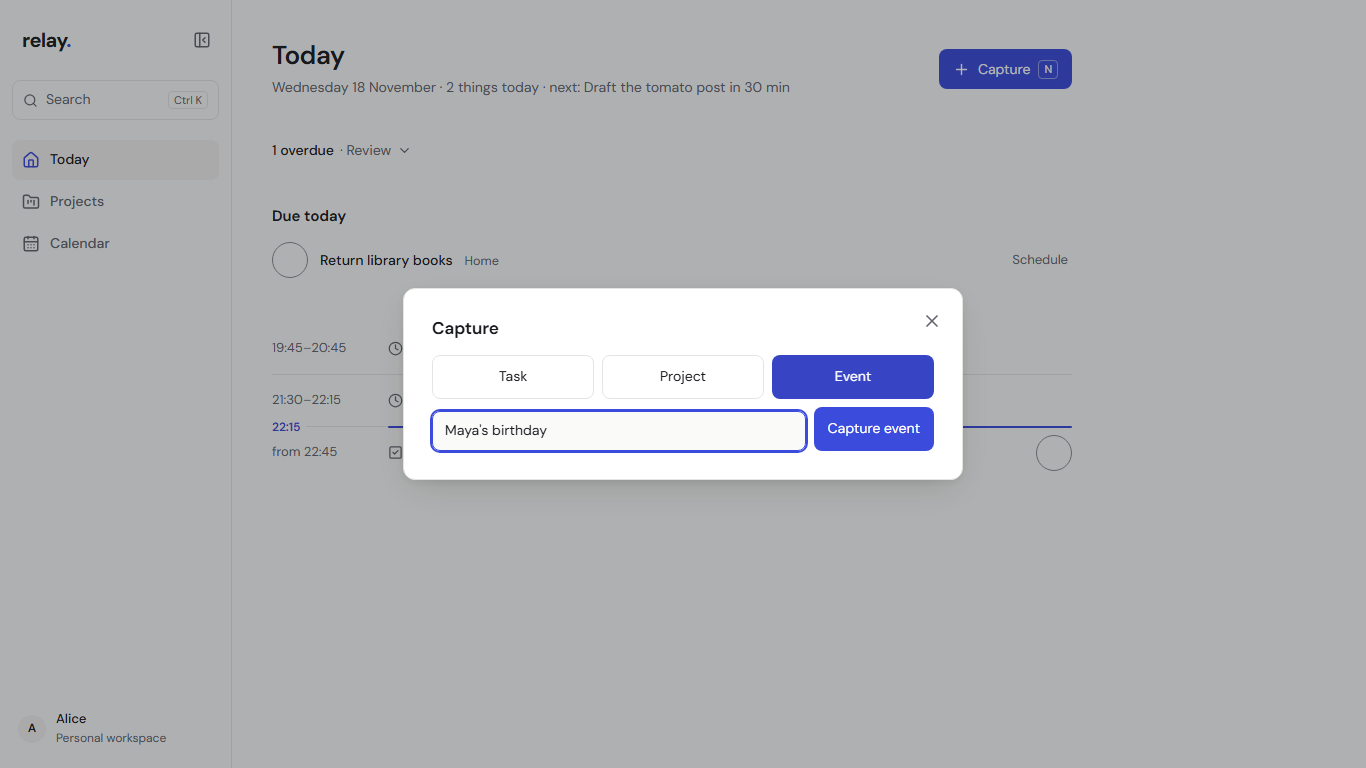 relay.
Search Ctrl K
Today
Projects
Calendar
A
Alice
Personal workspace
Today
Wednesday 18 November · 2 things today · next: Draft the tomato post in 30 min
+ Capture N
1 overdue · Review
Due today
Return library books Home Schedule
19:45–20:45
21:30–22:15
22:15
from 22:45
Capture
Task Project Event
Maya's birthday Capture event